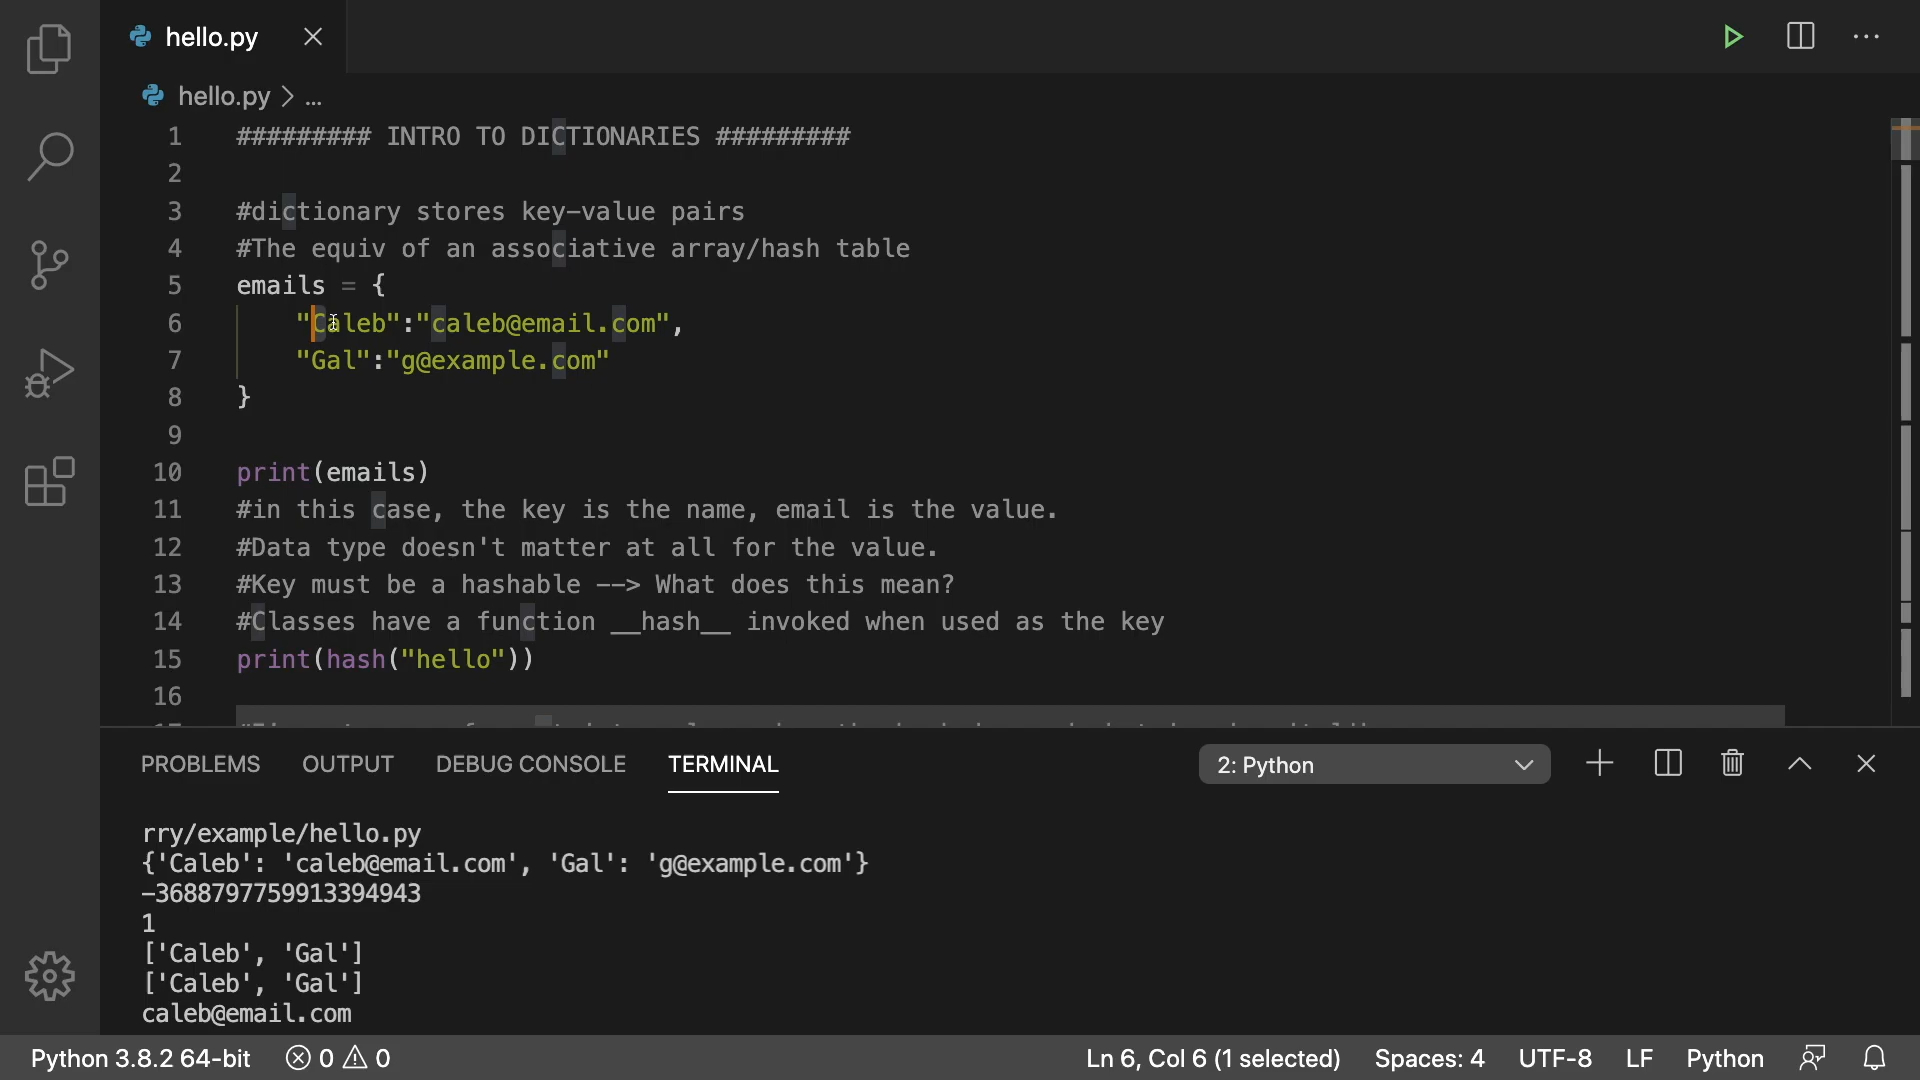 hello.py
hello.py > ...
1 ######### INTRO TO DICTIONARIES #########
2
3 #dictionary stores key-value pairs
4 #The equiv of an associative array/hash table
5 emails = {
6 "Caleb":"caleb@email.com",
7 "Gal":"g@example.com"
8 }
9
10 print(emails)
11 #in this case, the key is the name, email is the value.
12 #Data type doesn't matter at all for the value.
13 #Key must be a hashable --> What does this mean?
14 #Classes have a function __hash__ invoked when used as the key
15 print(hash("hello"))
16
PROBLEMS OUTPUT DEBUG CONSOLE TERMINAL 2: Python
rry/example/hello.py
{'Caleb': 'caleb@email.com', 'Gal': 'g@example.com'}
-3688797759913394943
1
['Caleb', 'Gal']
['Caleb', 'Gal']
caleb@email.com
Python 3.8.2 64-bit 0 0 Ln 6, Col 6 (1 selected) Spaces: 4 UTF-8 LF Python